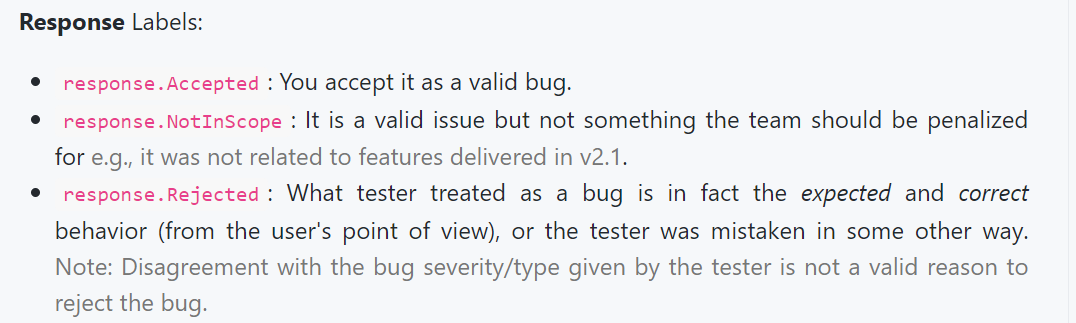 Response Labels:
response.Accepted : You accept it as a valid bug.
response.NotInScope : It is a valid issue but not something the team should be penalized
for e.g., it was not related to features delivered in v2.1.
response.Rejected : What tester treated as a bug is in fact the expected and correct
behavior (from the user's point of view), or the tester was mistaken in some other way.
Note: Disagreement with the bug severity/type given by the tester is not a valid reason to
reject the bug.